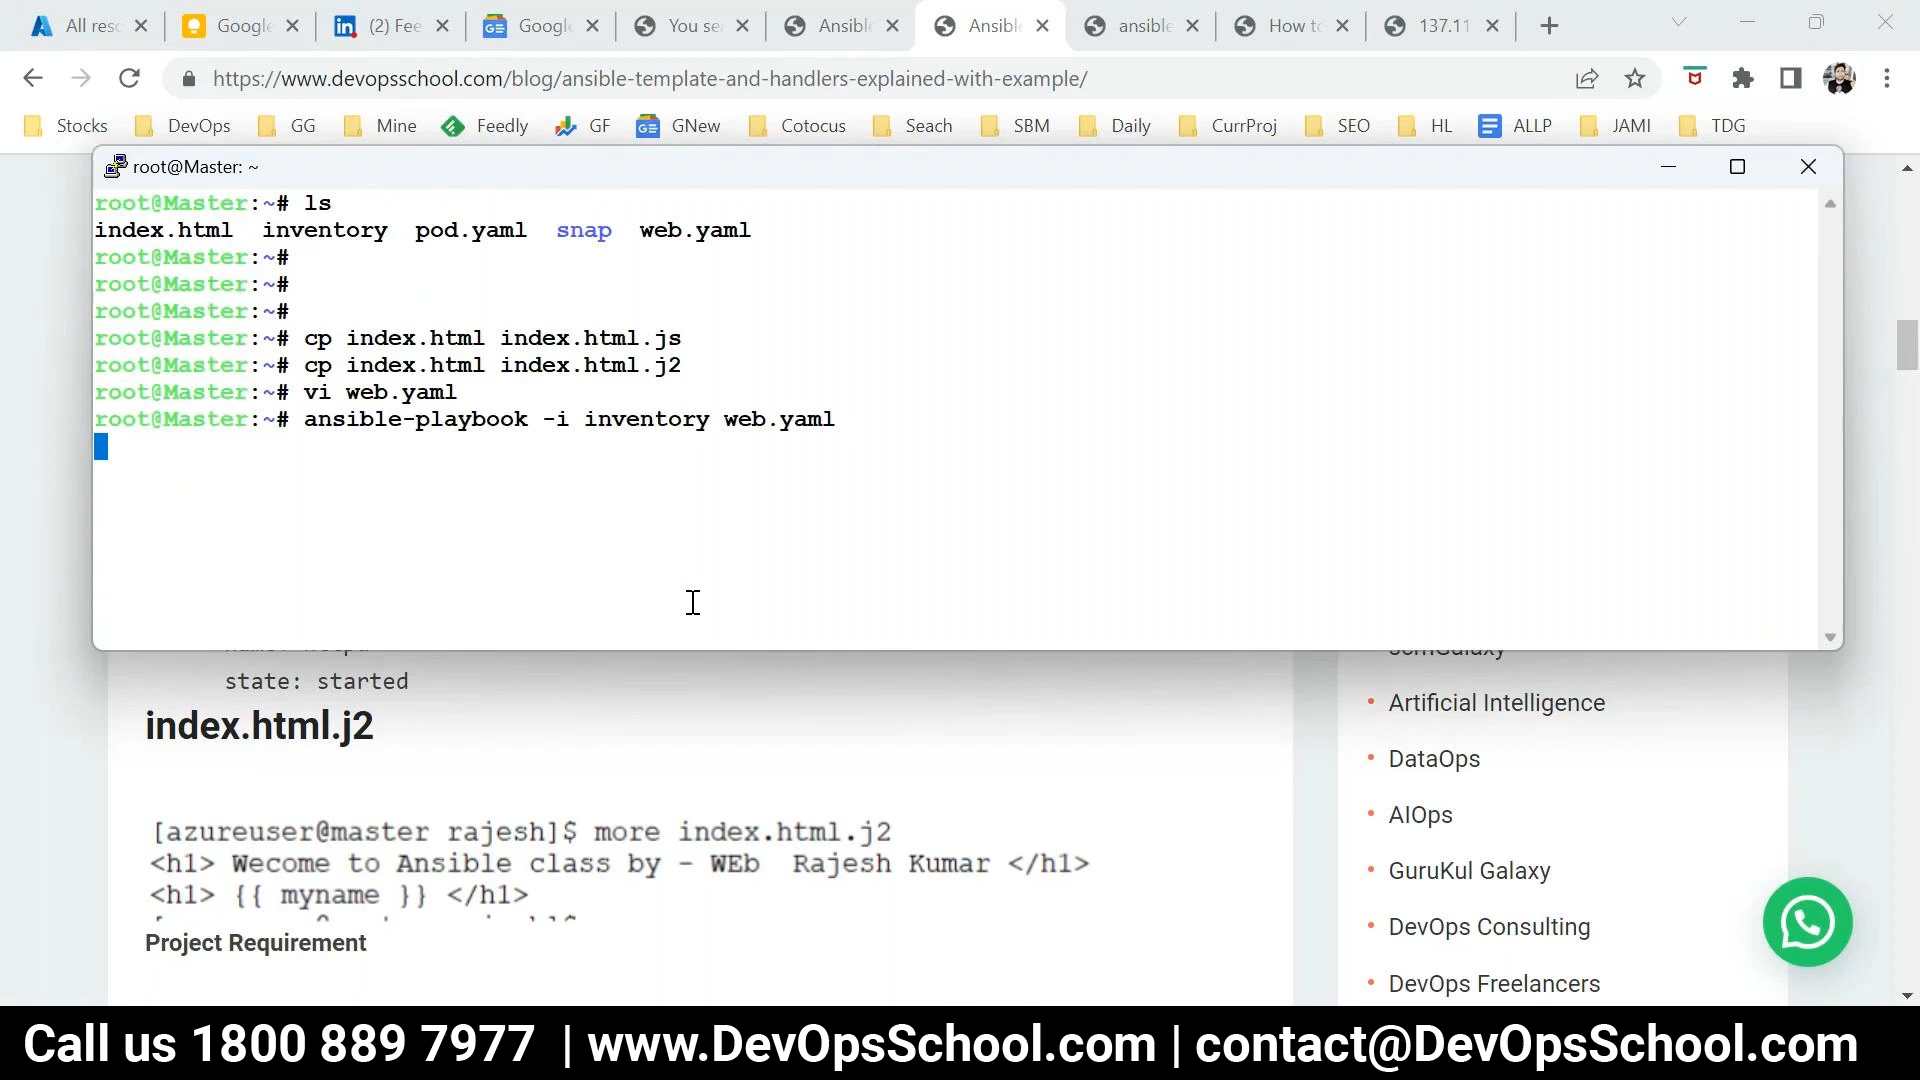 All resc
Google
(2) Fee
Google
You se
Ansible
Ansible
ansible
How to
137.11
https://www.devopsschool.com/blog/ansible-template-and-handlers-explained-with-example/
Stocks
DevOps
GG
Mine
Feedly
GF
GNew
Cotocus
Seach
SBM
Daily
CurrProj
SEO
HL
ALLP
JAMI
TDG
root@Master: ~
root@Master:~# ls
index.html inventory pod.yaml snap web.yaml
root@Master:~#
root@Master:~#
root@Master:~#
root@Master:~# cp index.html index.html.js
root@Master:~# cp index.html index.html.j2
root@Master:~# vi web.yaml
root@Master:~# ansible-playbook -i inventory web.yaml
state: started
index.html.j2
[azureuser@master rajesh]$ more index.html.j2
<h1> Wecome to Ansible class by - WEb Rajesh Kumar </h1>
<h1> {{ myname }} </h1>
Project Requirement
• Artificial Intelligence
• DataOps
• AIOps
• GuruKul Galaxy
• DevOps Consulting
• DevOps Freelancers
Call us 1800 889 7977 | www.DevOpsSchool.com | contact@DevOpsSchool.com